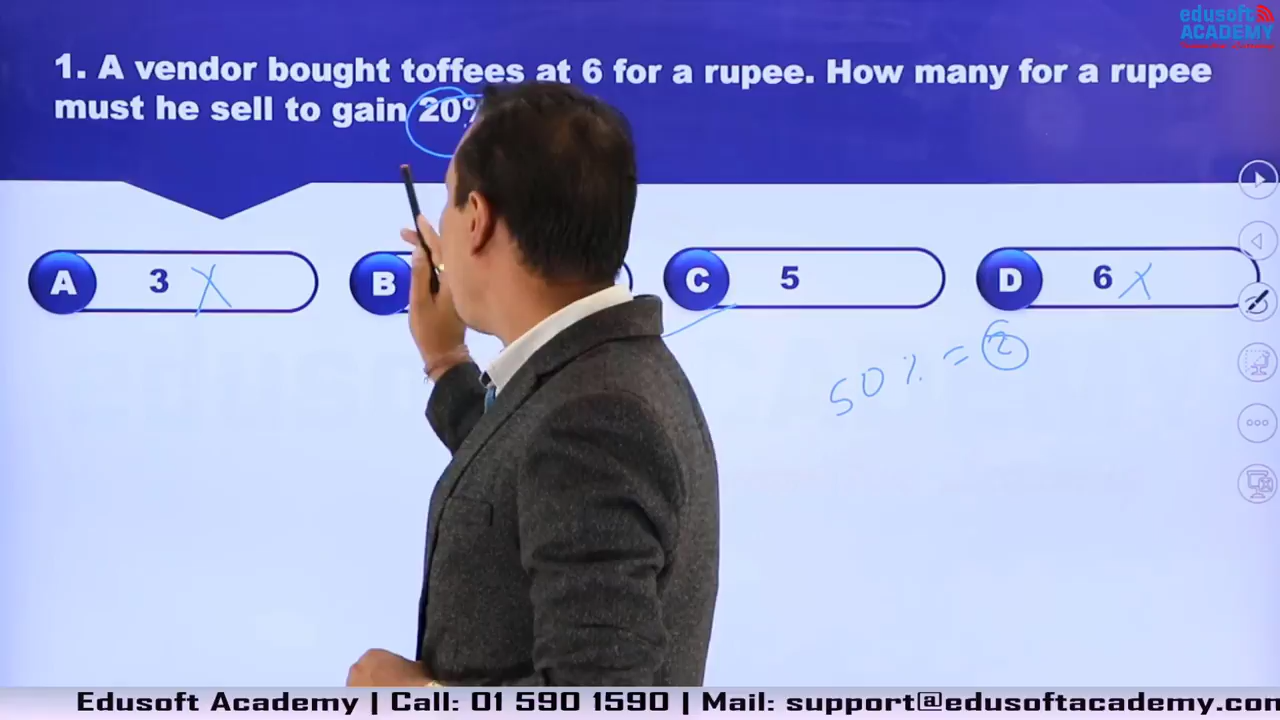 edusoft
ACADEMY
1. A vendor bought toffees at 6 for a rupee. How many for a rupee
must he sell to gain 20%
A 3 X
B
C 5
D 6 X
50% = 2
Edusoft Academy | Call: 01 590 1590 | Mail: support@edusoftacademy.con